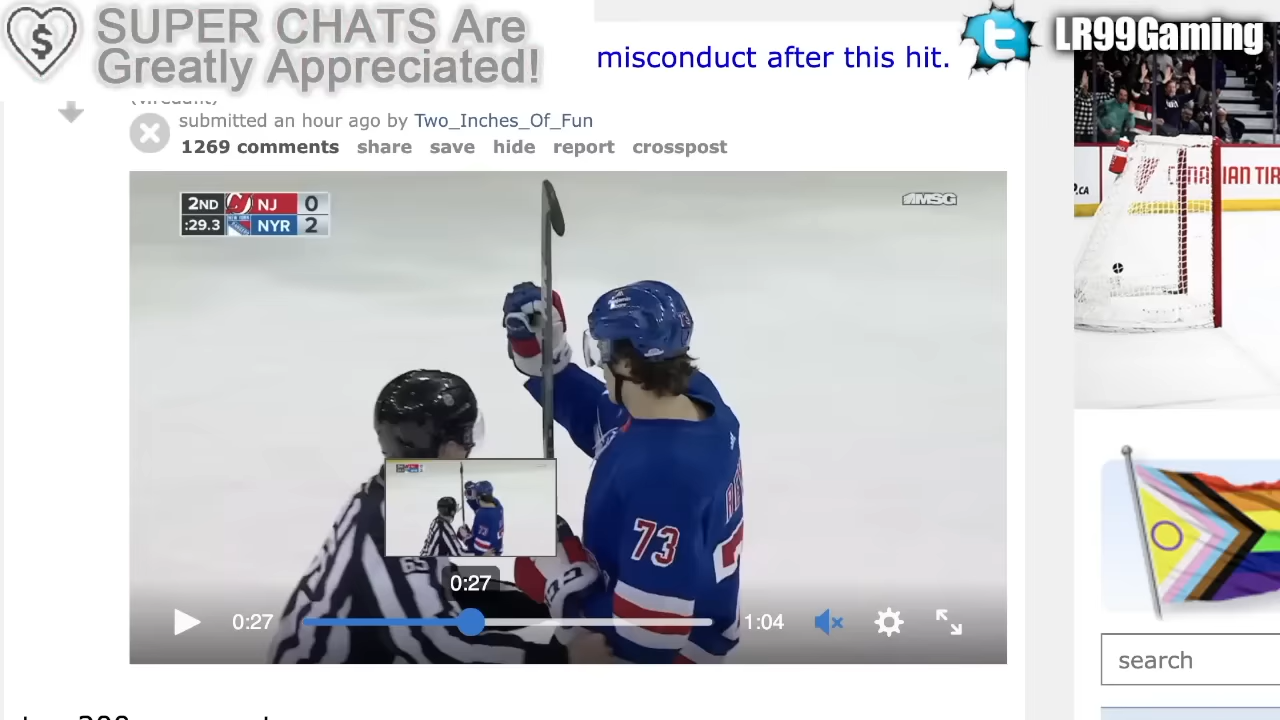 SUPER CHATS Are
Greatly Appreciated!
misconduct after this hit.
LR99Gaming
submitted an hour ago by Two_Inches_Of_Fun
1269 comments share save hide report crosspost
2ND NJ 0
:29.3 NYR 2
MSG
73
65
0:27
0:27
1:04
.CA
search